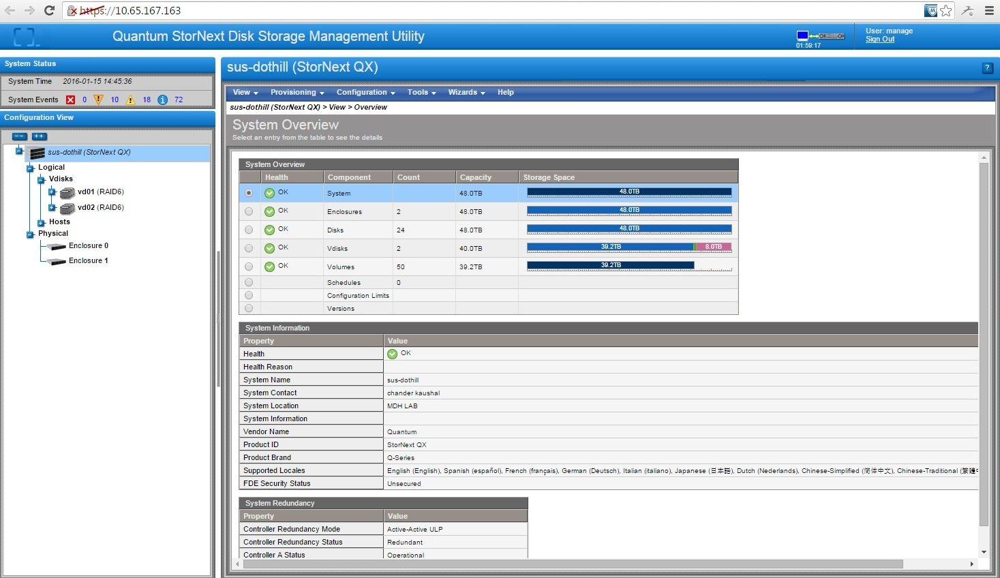 https://10.65.167.163
Quantum StorNext Disk Storage Management Utility
01:59:17
User: manage
Sign Out
System Status
System Time 2016-01-15 14:45:36
System Events 0 10 18 72
Configuration View
sus-dothill (StorNext QX)
Logical
Vdisks
vd01 (RAID6)
vd02 (RAID6)
Hosts
Physical
Enclosure 0
Enclosure 1
sus-dothill (StorNext QX)
?
View Provisioning Configuration Tools Wizards Help
sus-dothill (StorNext QX) > View > Overview
System Overview
Select an entry from the table to see the details
System Overview
Health Component Count Capacity Storage Space
OK System 48.0TB 48.0TB
OK Enclosures 2 48.0TB 48.0TB
OK Disks 24 48.0TB 48.0TB
OK Vdisks 2 40.0TB 39.2TB 8.0TB
OK Volumes 50 39.2TB 39.2TB
Schedules 0
Configuration Limits
Versions
System Information
Property Value
Health OK
Health Reason
System Name sus-dothill
System Contact chander kaushal
System Location MDH LAB
System Information
Vendor Name Quantum
Product ID StorNext QX
Product Brand Q-Series
Supported Locales English (English), Spanish (español), French (français), German (Deutsch), Italian (italiano), Japanese (日本語), Dutch (Nederlands), Chinese-Simplified (简体中文), Chinese-Traditional (繁體
FDE Security Status Unsecured
System Redundancy
Property Value
Controller Redundancy Mode Active-Active ULP
Controller Redundancy Status Redundant
Controller A Status Operational